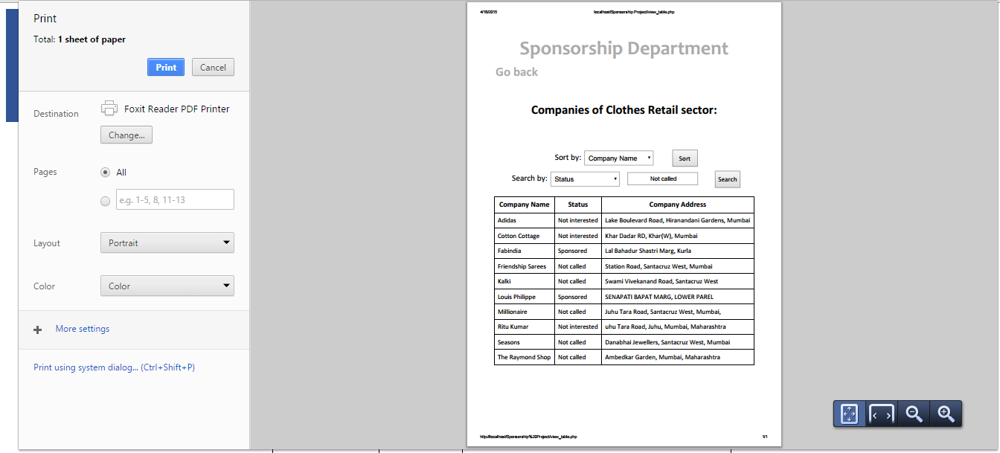 Print
Total: 1 sheet of paper
Print Cancel
Destination Foxit Reader PDF Printer
Change...
Pages All
e.g. 1-5, 8, 11-13
Layout Portrait
Color Color
More settings
Print using system dialog... (Ctrl+Shift+P)
4/16/2015 localhost/Sponsorship Project/view_table.php
Sponsorship Department
Go back
Companies of Clothes Retail sector:
Sort by: Company Name Sort
Search by: Status Not called Search
Company Name Status Company Address
Adidas Not interested Lake Boulevard Road, Hiranandani Gardens, Mumbai
Cotton Cottage Not interested Khar Dadar RD, Khar(W), Mumbai
Fabindia Sponsored Lal Bahadur Shastri Marg, Kurla
Friendship Sarees Not called Station Road, Santacruz West, Mumbai
Kalki Not called Swami Vivekanand Road, Santacruz West
Louis Philippe Sponsored SENAPATI BAPAT MARG, LOWER PAREL
Millionaire Not called Juhu Tara Road, Santacruz West, Mumbai,
Ritu Kumar Not interested uhu Tara Road, Juhu, Mumbai, Maharashtra
Seasons Not called Danabhai Jewellers, Santacruz West, Mumbai
The Raymond Shop Not called Ambedkar Garden, Mumbai, Maharashtra
http://localhost/Sponsorship%20Project/view_table.php 1/1